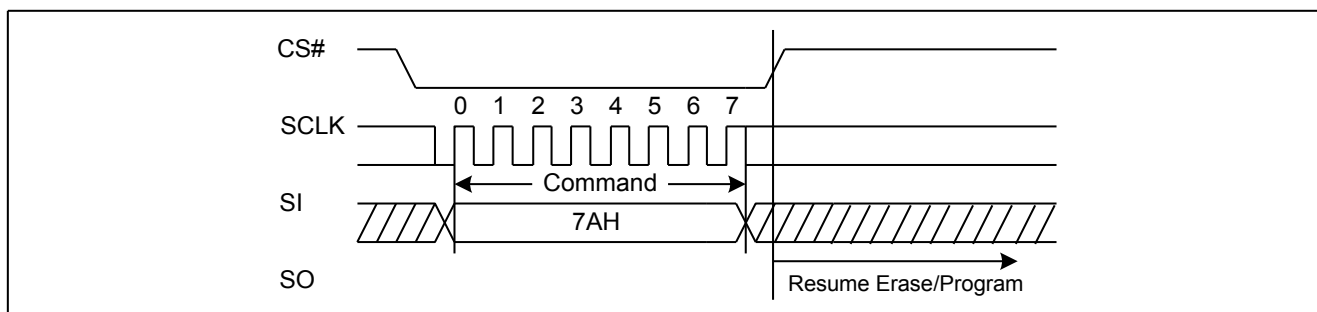 CS#
0 1 2 3 4 5 6 7
SCLK
Command
SI
7AH
SO
Resume Erase/Program